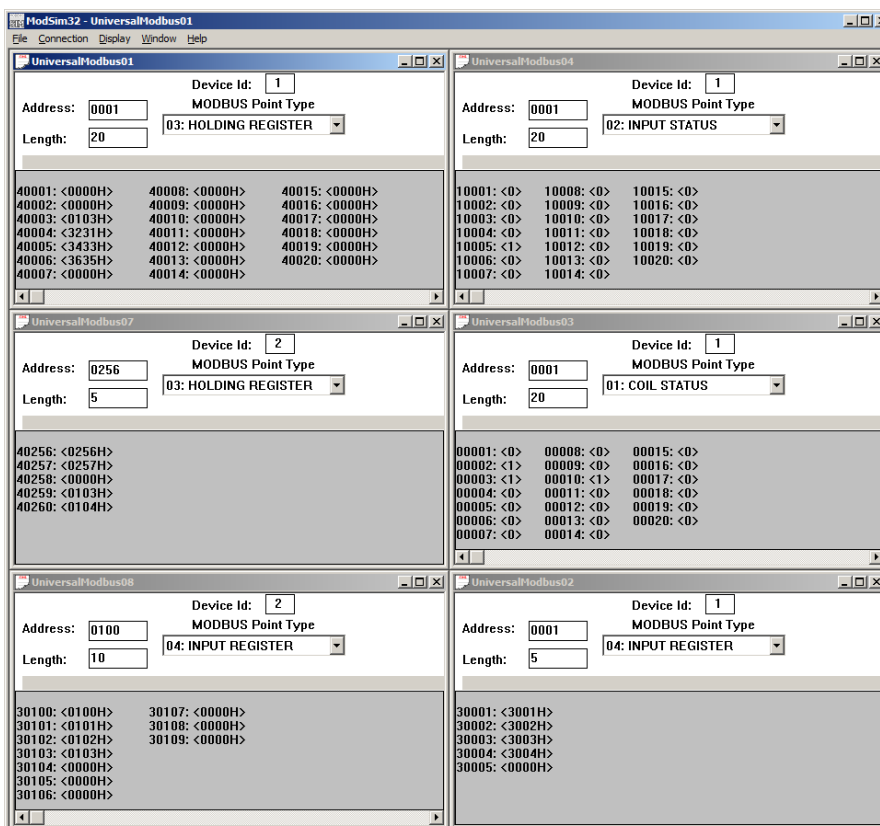 ModSim32 - UniversalModbus01
File Connection Display Window Help
UniversalModbus01
Device Id: 1
Address: 0001 MODBUS Point Type
03: HOLDING REGISTER
Length: 20
40001: <0000H> 40008: <0000H> 40015: <0000H>
40002: <0000H> 40009: <0000H> 40016: <0000H>
40003: <0103H> 40010: <0000H> 40017: <0000H>
40004: <3231H> 40011: <0000H> 40018: <0000H>
40005: <3433H> 40012: <0000H> 40019: <0000H>
40006: <3635H> 40013: <0000H> 40020: <0000H>
40007: <0000H> 40014: <0000H>
UniversalModbus04
Device Id: 1
Address: 0001 MODBUS Point Type
02: INPUT STATUS
Length: 20
10001: <0> 10008: <0> 10015: <0>
10002: <0> 10009: <0> 10016: <0>
10003: <0> 10010: <0> 10017: <0>
10004: <0> 10011: <0> 10018: <0>
10005: <1> 10012: <0> 10019: <0>
10006: <0> 10013: <0> 10020: <0>
10007: <0> 10014: <0>
UniversalModbus07
Device Id: 2
Address: 0256 MODBUS Point Type
03: HOLDING REGISTER
Length: 5
40256: <0256H>
40257: <0257H>
40258: <0000H>
40259: <0103H>
40260: <0104H>
UniversalModbus03
Device Id: 1
Address: 0001 MODBUS Point Type
01: COIL STATUS
Length: 20
00001: <0> 00008: <0> 00015: <0>
00002: <1> 00009: <0> 00016: <0>
00003: <1> 00010: <1> 00017: <0>
00004: <0> 00011: <0> 00018: <0>
00005: <0> 00012: <0> 00019: <0>
00006: <0> 00013: <0> 00020: <0>
00007: <0> 00014: <0>
UniversalModbus08
Device Id: 2
Address: 0100 MODBUS Point Type
04: INPUT REGISTER
Length: 10
30100: <0100H> 30107: <0000H>
30101: <0101H> 30108: <0000H>
30102: <0102H> 30109: <0000H>
30103: <0103H>
30104: <0000H>
30105: <0000H>
30106: <0000H>
UniversalModbus02
Device Id: 1
Address: 0001 MODBUS Point Type
04: INPUT REGISTER
Length: 5
30001: <3001H>
30002: <3002H>
30003: <3003H>
30004: <3004H>
30005: <0000H>